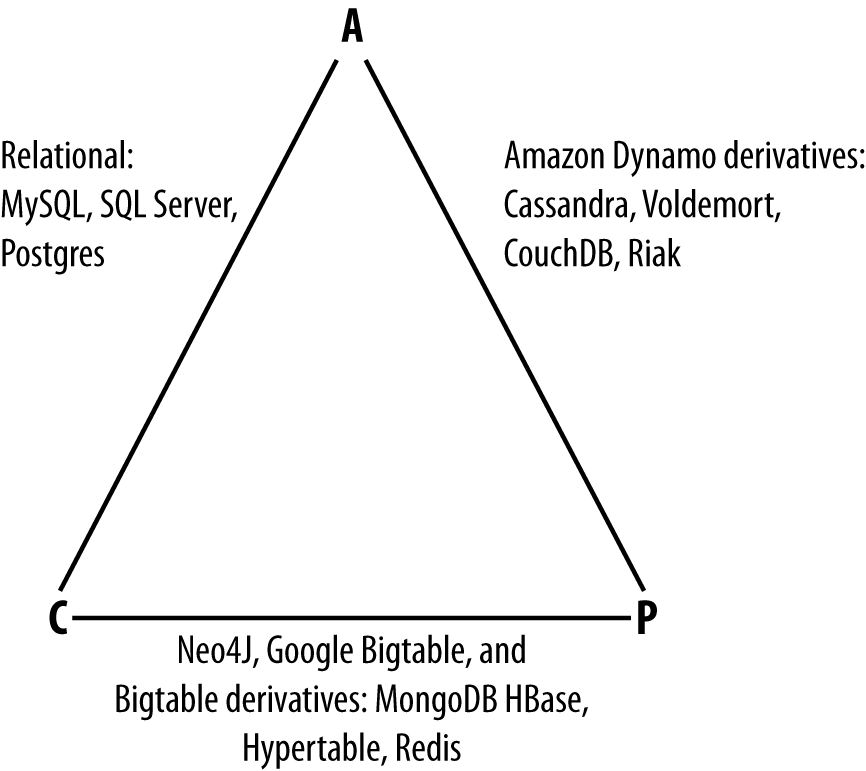 A
Relational:
MySQL, SQL Server,
Postgres
Amazon Dynamo derivatives:
Cassandra, Voldemort,
CouchDB, Riak
C
P
Neo4J, Google Bigtable, and
Bigtable derivatives: MongoDB HBase,
Hypertable, Redis